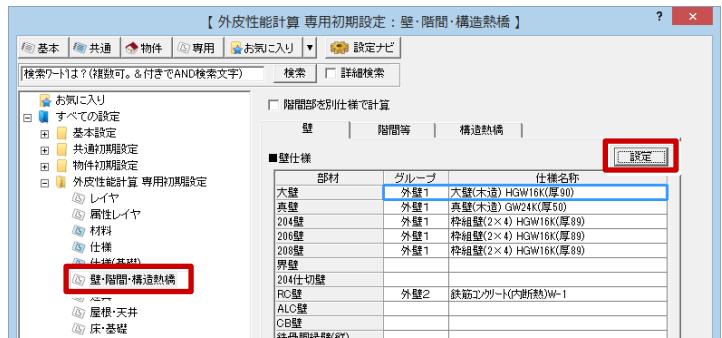 【 外皮性能計算 専用初期設定：壁・階間・構造熱橋 】
? ×
基本 共通 物件 専用 お気に入り ▼ 設定ナビ
検索ワードは？(複数可。＆付きでAND検索文字) 検索 詳細検索
お気に入り
すべての設定
基本設定
共通初期設定
物件初期設定
外皮性能計算 専用初期設定
レイヤ
属性レイヤ
材料
仕様
仕様(基礎)
壁・階間・構造熱橋
建具
屋根・天井
床・基礎
階間部を別仕様で計算
壁 階間等 構造熱橋
■壁仕様 設定
部材 グループ 仕様名称
大壁 外壁1 大壁(木造) HGW16K(厚90)
真壁 外壁1 真壁(木造) GW24K(厚50)
204壁 外壁1 枠組壁(2×4) HGW16K(厚89)
206壁 外壁1 枠組壁(2×4) HGW16K(厚89)
208壁 外壁1 枠組壁(2×4) HGW16K(厚89)
界壁
204仕切壁
RC壁 外壁2 鉄筋コンクリート(内断熱)W-1
ALC壁
CB壁